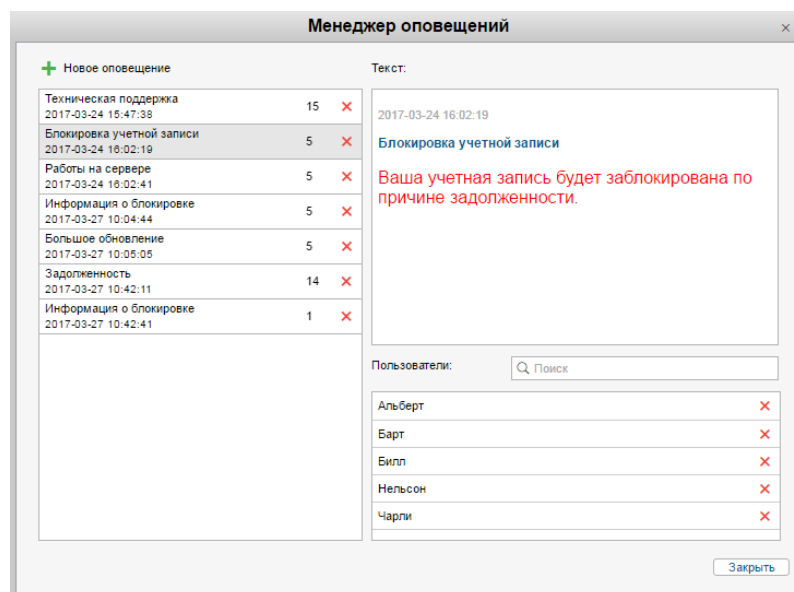 Менеджер оповещений
Новое оповещение
Техническая поддержка
2017-03-24 15:47:38
15
Блокировка учетной записи
2017-03-24 16:02:19
5
Работы на сервере
2017-03-24 16:02:41
5
Информация о блокировке
2017-03-27 10:04:44
5
Большое обновление
2017-03-27 10:05:05
5
Задолженность
2017-03-27 10:42:11
14
Информация о блокировке
2017-03-27 10:42:41
1
Текст:
2017-03-24 16:02:19
Блокировка учетной записи
Ваша учетная запись будет заблокирована по
причине задолженности.
Пользователи:
Поиск
Альберт
Барт
Билл
Нельсон
Чарли
Закрыть